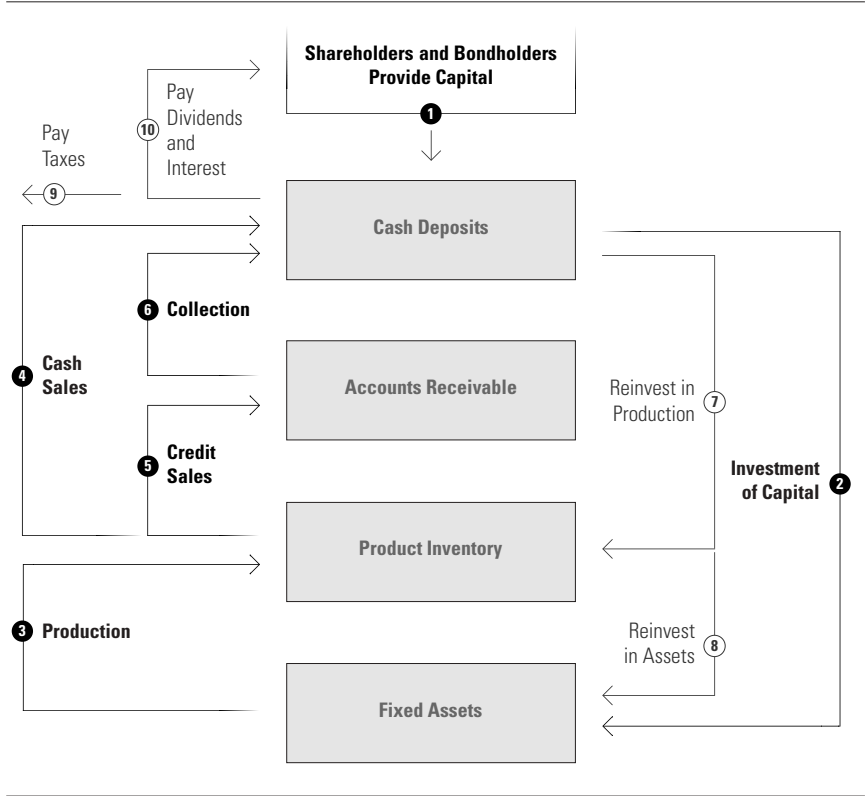 Shareholders and Bondholders
Provide Capital
1
10
Pay
Dividends
and
Interest
Pay
Taxes
9
Cash Deposits
6 Collection
4 Cash
Sales
Accounts Receivable
Reinvest in
Production 7
5 Credit
Sales
Investment
of Capital 2
Product Inventory
3 Production
Reinvest
in Assets 8
Fixed Assets